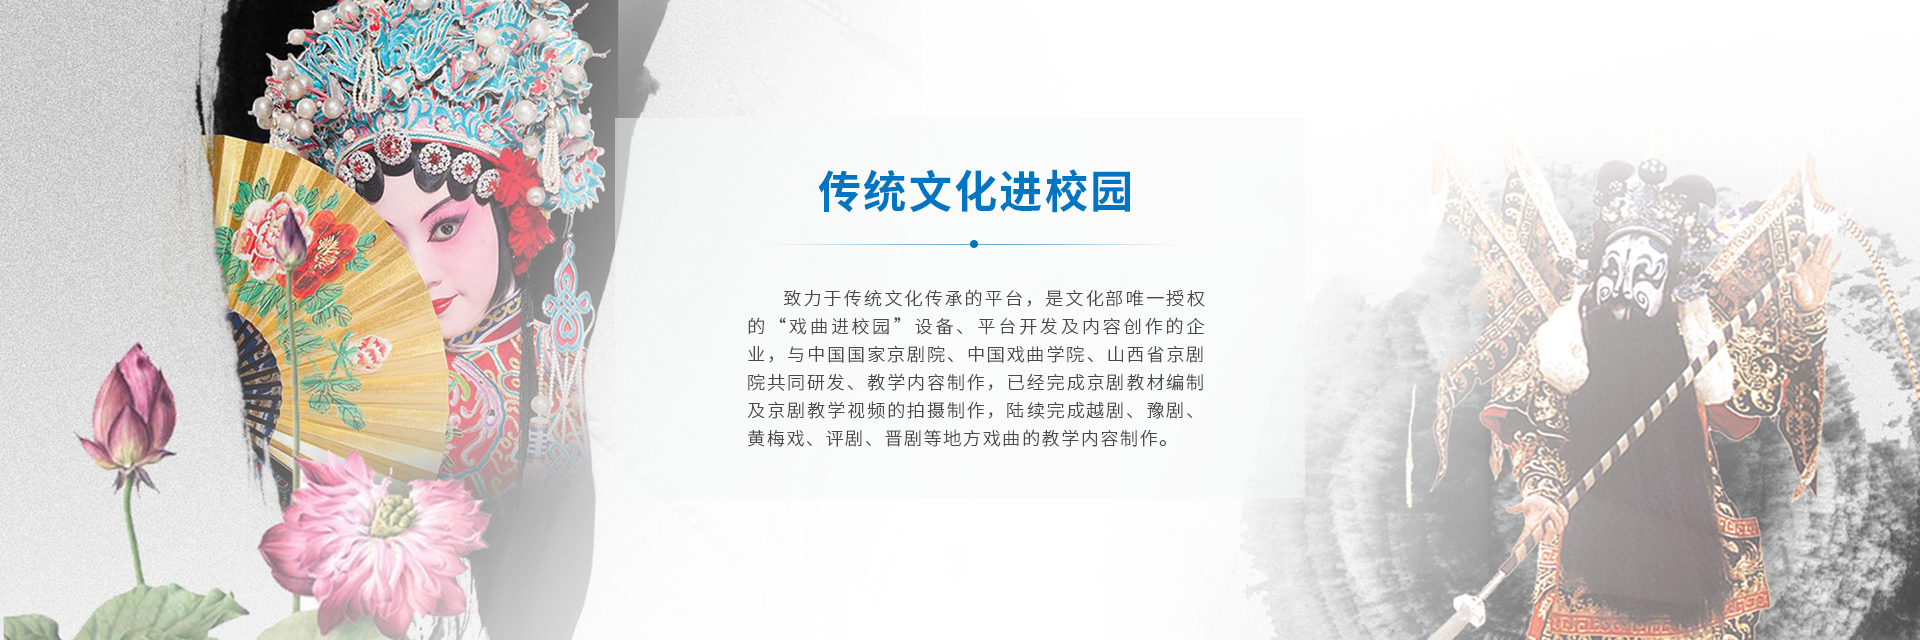 传统文化进校园
致力于传统文化传承的平台，是文化部唯一授权
的“戏曲进校园”设备、平台开发及内容创作的企
业，与中国国家京剧院、中国戏曲学院、山西省京剧
院共同研发、教学内容制作，已经完成京剧教材编制
及京剧教学视频的拍摄制作，陆续完成越剧、豫剧、
黄梅戏、评剧、晋剧等地方戏曲的教学内容制作。